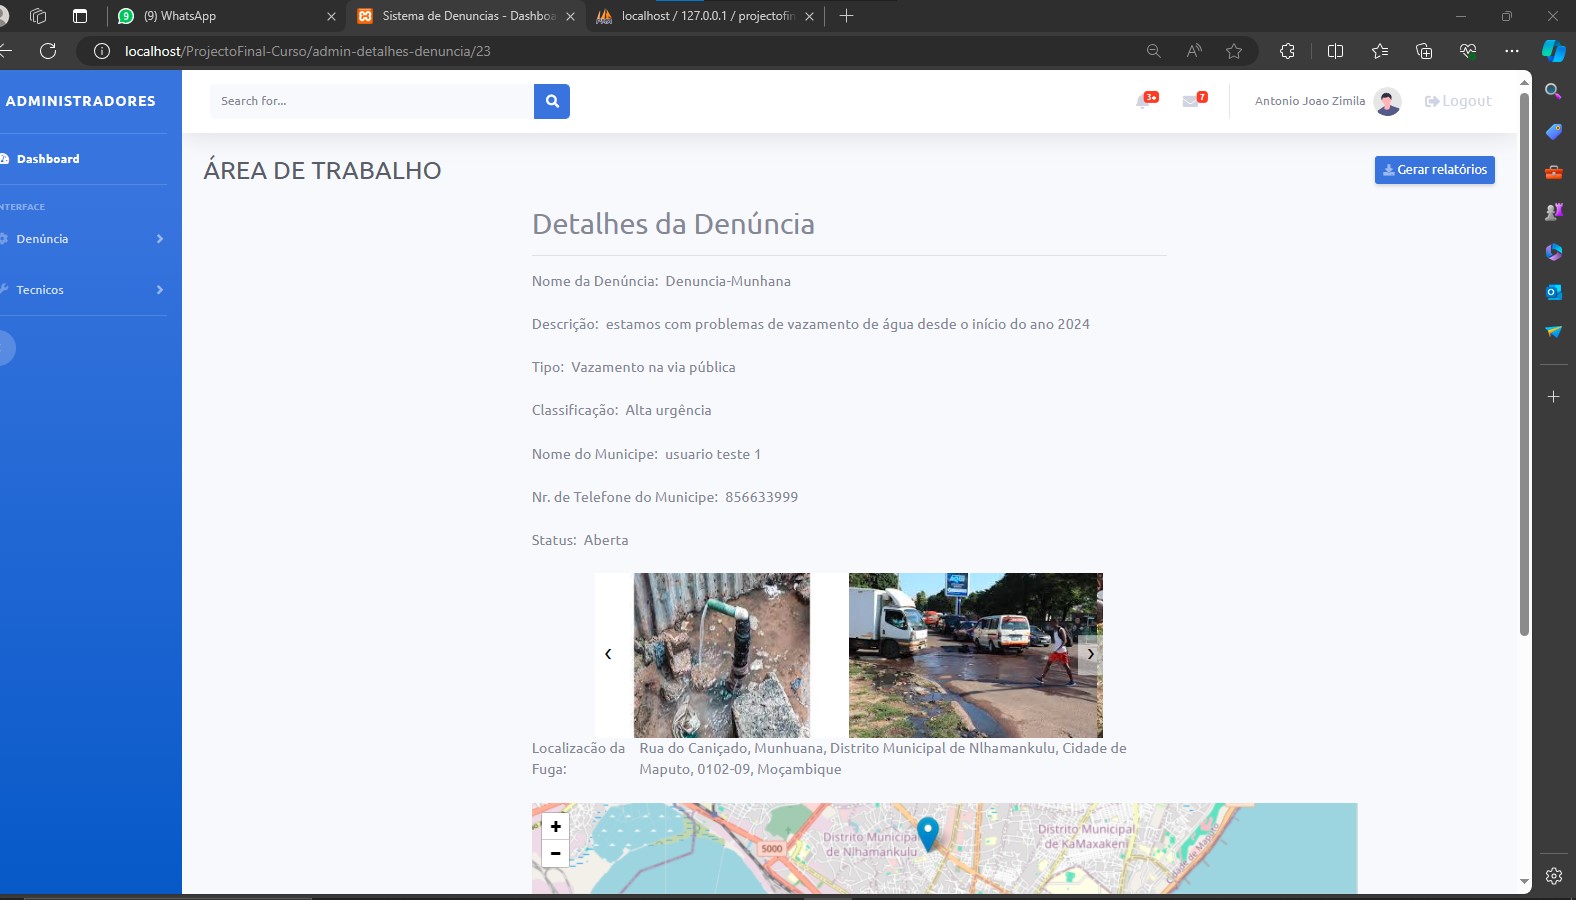 (9) WhatsApp
Sistema de Denuncias - Dashboa
localhost / 127.0.0.1 / projectofin
localhost/ProjectoFinal-Curso/admin-detalhes-denuncia/23
ADMINISTRADORES
Search for...
3+
7
Antonio Joao Zimila
Logout
Dashboard
ÁREA DE TRABALHO
Gerar relatórios
NTERFACE
Denúncia
Tecnicos
Detalhes da Denúncia
Nome da Denúncia: Denuncia-Munhana
Descrição: estamos com problemas de vazamento de água desde o início do ano 2024
Tipo: Vazamento na via pública
Classificação: Alta urgência
Nome do Municipe: usuario teste 1
Nr. de Telefone do Municipe: 856633999
Status: Aberta
Localizacão da Fuga: Rua do Caniçado, Munhuana, Distrito Municipal de Nlhamankulu, Cidade de
Maputo, 0102-09, Moçambique
+
−
5000
Distrito Municipal
de Nlhamankulu
Distrito Municipal
de KaMaxakeni
Cidade de Maputo